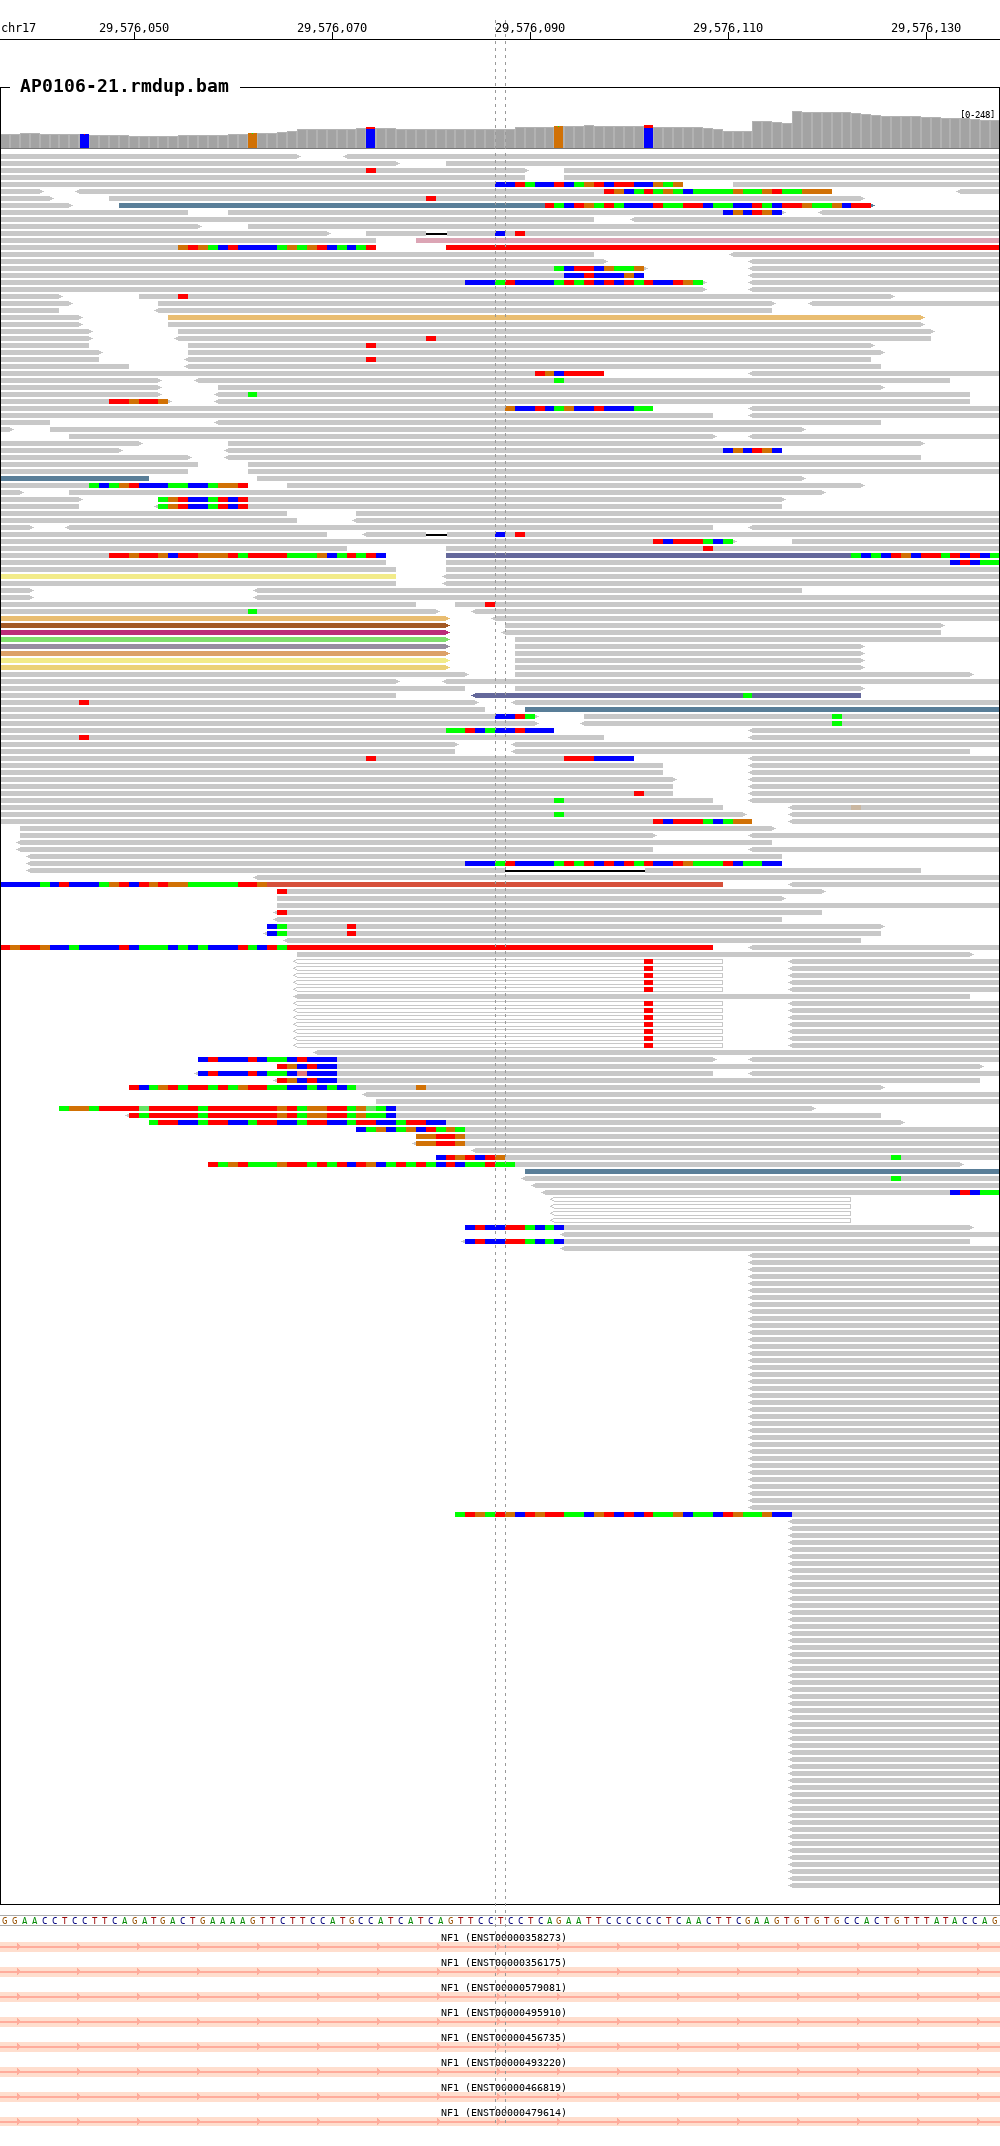 chr17 29,576,050 29,576,070 29,576,090 29,576,110 29,576,130
AP0106-21.rmdup.bam
[0-248]
GGAACCTCCTTCAGATGACTGAAAAGTTCTTCCATGCCATCATCAGTTCCTCCTCAGAATTCCCCCCTCAACTTCGAAGTGTGTGCCACTGTTTATACCAG
NF1 (ENST00000358273)
NF1 (ENST00000356175)
NF1 (ENST00000579081)
NF1 (ENST00000495910)
NF1 (ENST00000456735)
NF1 (ENST00000493220)
NF1 (ENST00000466819)
NF1 (ENST00000479614)